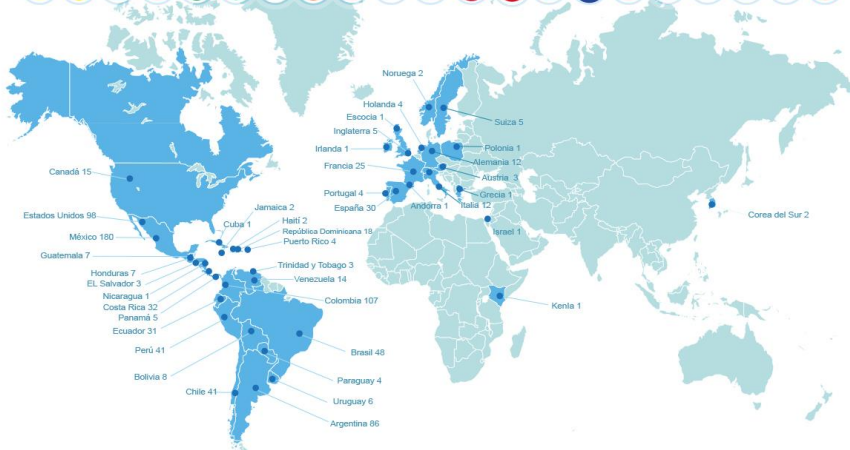 Noruega 2
Holanda 4
Escocia 1
Inglaterra 5
Irlanda 1
Francia 25
Portugal 4
España 30
Andorra 1
Italia 12
Grecia 1
Austria 3
Alemania 12
Polonia 1
Suiza 5
Israel 1
Corea del Sur 2
Kenia 1
Canadá 15
Estados Unidos 98
México 180
Guatemala 7
Honduras 7
EL Salvador 3
Nicaragua 1
Costa Rica 32
Panamá 5
Ecuador 31
Perú 41
Bolivia 8
Chile 41
Jamaica 2
Cuba 1
Haití 2
República Dominicana 18
Puerto Rico 4
Trinidad y Tobago 3
Venezuela 14
Colombia 107
Brasil 48
Paraguay 4
Uruguay 6
Argentina 86